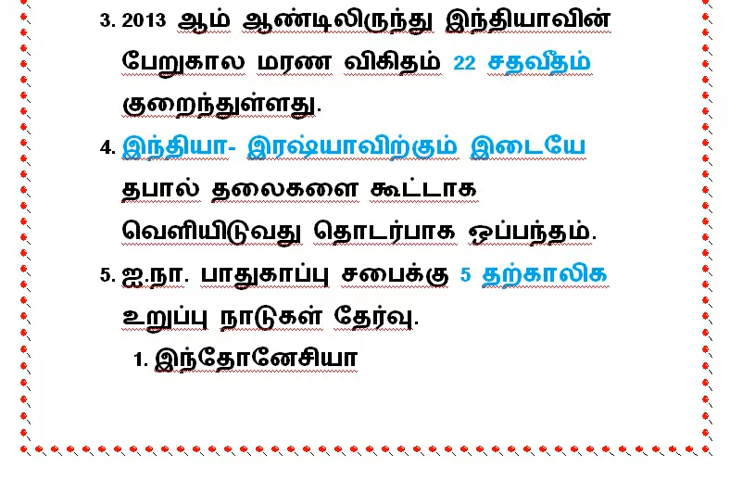 3. 2013 ஆம் ஆண்டிலிருந்து இந்தியாவின்
பேறுகால மரண விகிதம் 22 சதவீதம்
குறைந்துள்ளது.
4. இந்தியா- இரஷ்யாவிற்கும் இடையே
தபால் தலைகளை கூட்டாக
வெளியிடுவது தொடர்பாக ஒப்பந்தம்.
5. ஐ.நா. பாதுகாப்பு சபைக்கு 5 தற்காலிக
உறுப்பு நாடுகள் தேர்வு.
1. இந்தோனேசியா